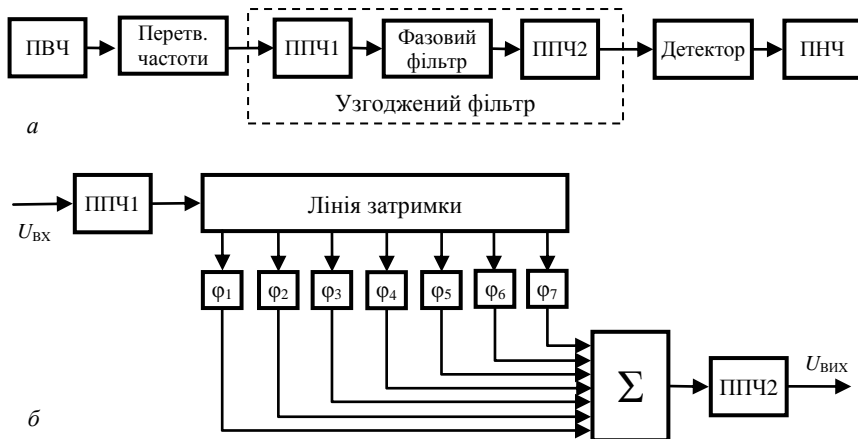 ПВЧ
Перетв.
частоти
ППЧ1
Фазовий
фільтр
ППЧ2
Детектор
ПНЧ
Узгоджений фільтр
а
ППЧ1
Лінія затримки
Uвх
φ1
φ2
φ3
φ4
φ5
φ6
φ7
Σ
ППЧ2
Uвих
б